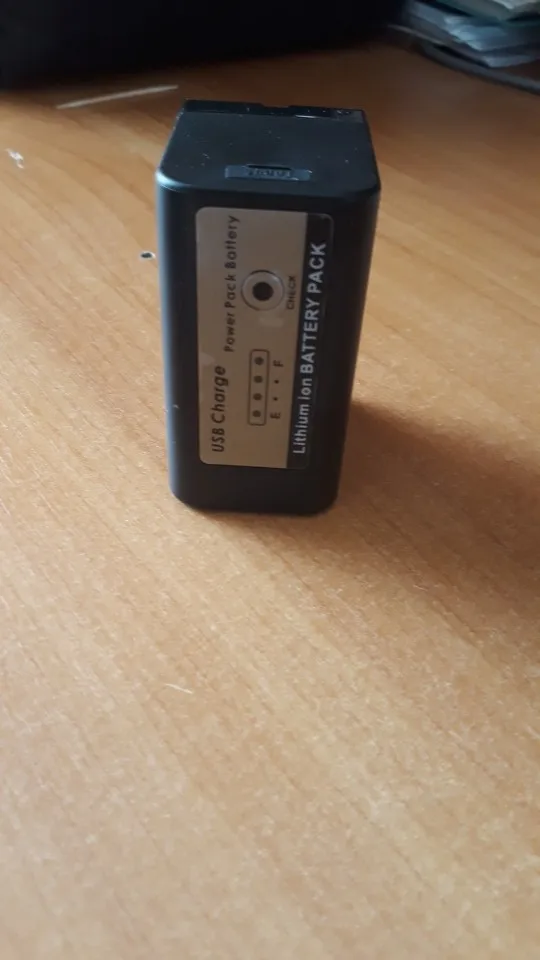 USB Charge
Power Pack Battery
CHECK
E F
Lithium ion BATTERY PACK